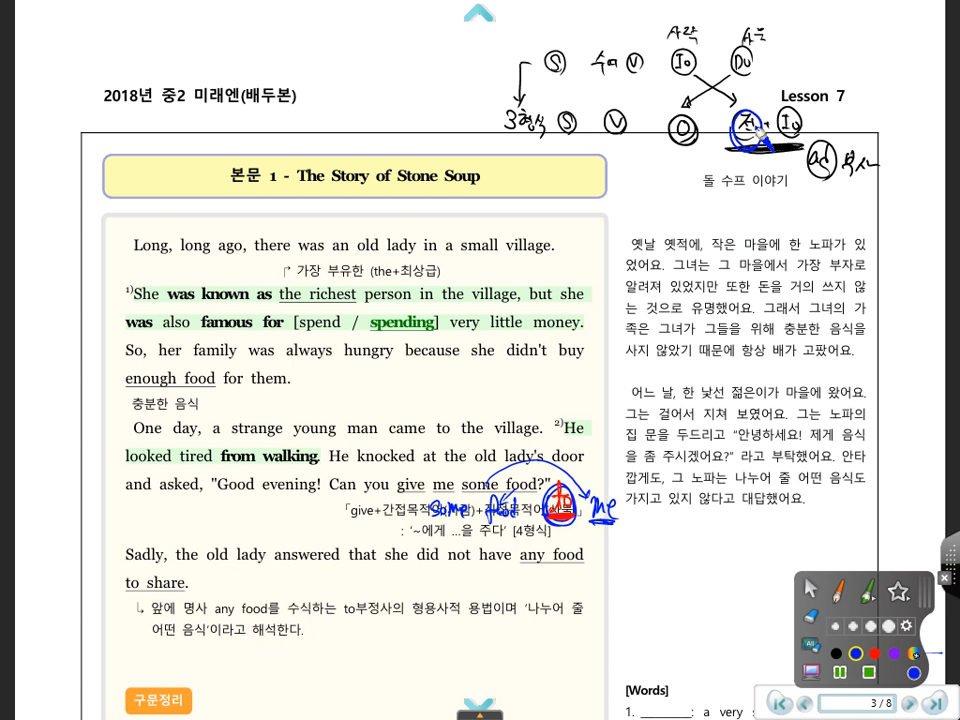 A라 A를
S 수여 V IO DO
2018년 중2 미래엔(배두본) Lesson 7
3형식 S V O 전 IO
ad 부사
본문 1 - The Story of Stone Soup
돌 수프 이야기
Long, long ago, there was an old lady in a small village.
↱ 가장 부유한 (the+최상급)
1)She was known as the richest person in the village, but she
was also famous for [spend / spending] very little money.
So, her family was always hungry because she didn't buy
enough food for them.
충분한 음식
One day, a strange young man came to the village. 2)He
looked tired from walking. He knocked at the old lady's door
and asked, "Good evening! Can you give me some food?"
some food to me
「give+간접목적어
: '~에게 …을 주다' [4형식]
Sadly, the old lady answered that she did not have any food
to share.
↳ 앞에 명사 any food를 수식하는 to부정사의 형용사적 용법이며 '나누어 줄
어떤 음식'이라고 해석한다.
구문정리
옛날 옛적에, 작은 마을에 한 노파가 있
었어요. 그녀는 그 마을에서 가장 부자로
알려져 있었지만 또한 돈을 거의 쓰지 않
는 것으로 유명했어요. 그래서 그녀의 가
족은 그녀가 그들을 위해 충분한 음식을
사지 않았기 때문에 항상 배가 고팠어요.
어느 날, 한 낯선 젊은이가 마을에 왔어요.
그는 걸어서 지쳐 보였어요. 그는 노파의
집 문을 두드리고 "안녕하세요! 제게 음식
을 좀 주시겠어요?" 라고 부탁했어요. 안타
깝게도, 그 노파는 나누어 줄 어떤 음식도
가지고 있지 않다고 대답했어요.
[Words]
1. ________: a very
3 / 8